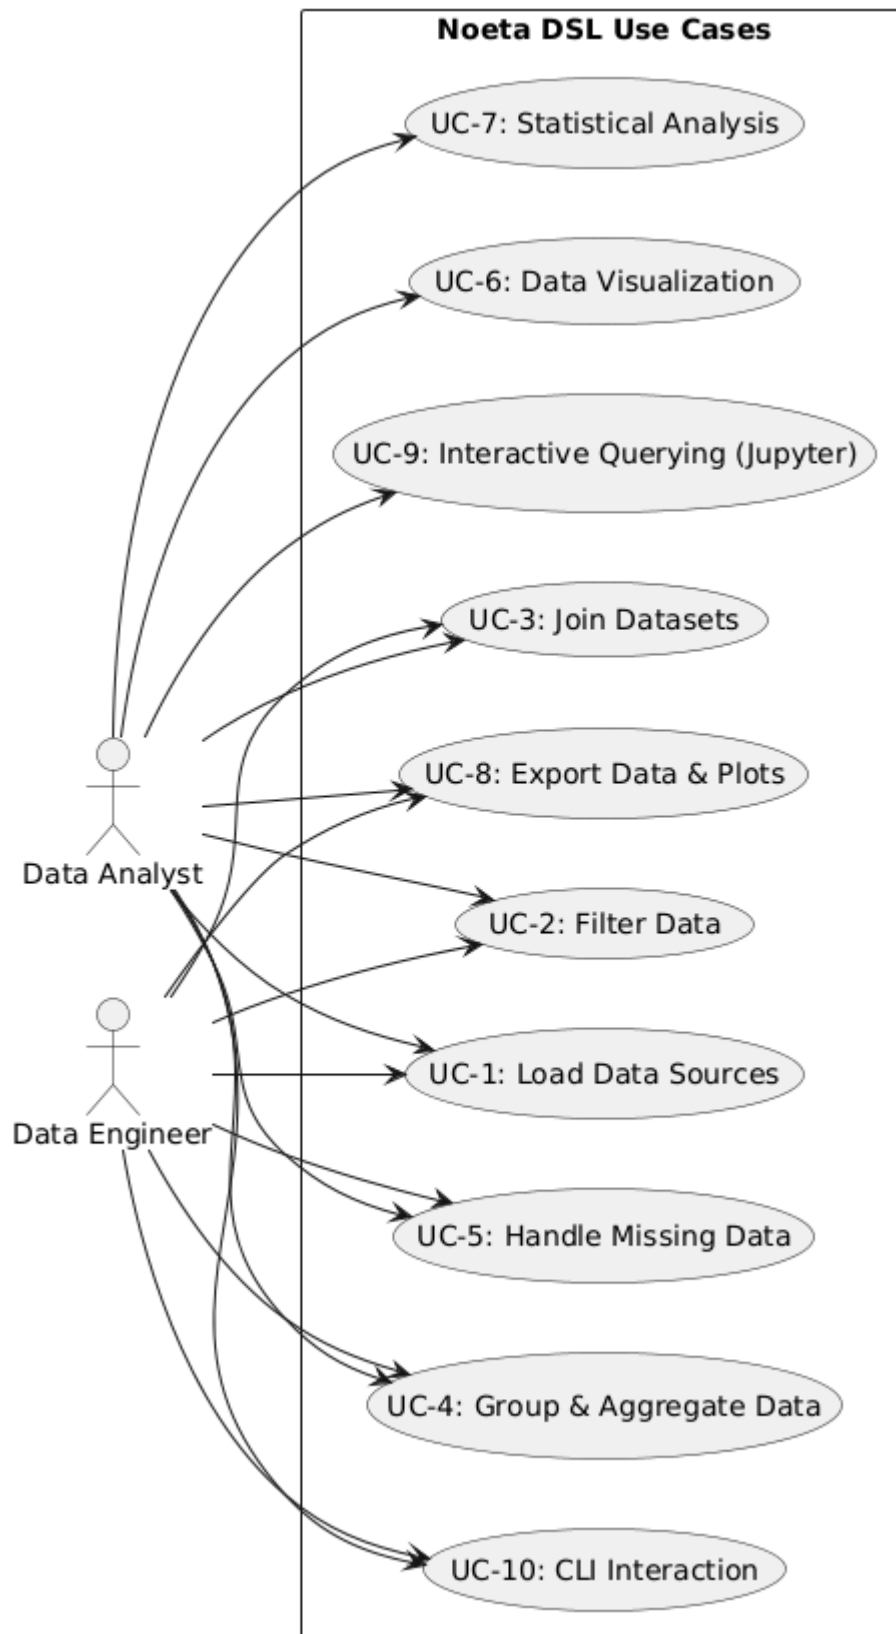 Noeta DSL Use Cases
UC-7: Statistical Analysis
UC-6: Data Visualization
UC-9: Interactive Querying (Jupyter)
UC-3: Join Datasets
UC-8: Export Data & Plots
Data Analyst
UC-2: Filter Data
UC-1: Load Data Sources
Data Engineer
UC-5: Handle Missing Data
UC-4: Group & Aggregate Data
UC-10: CLI Interaction